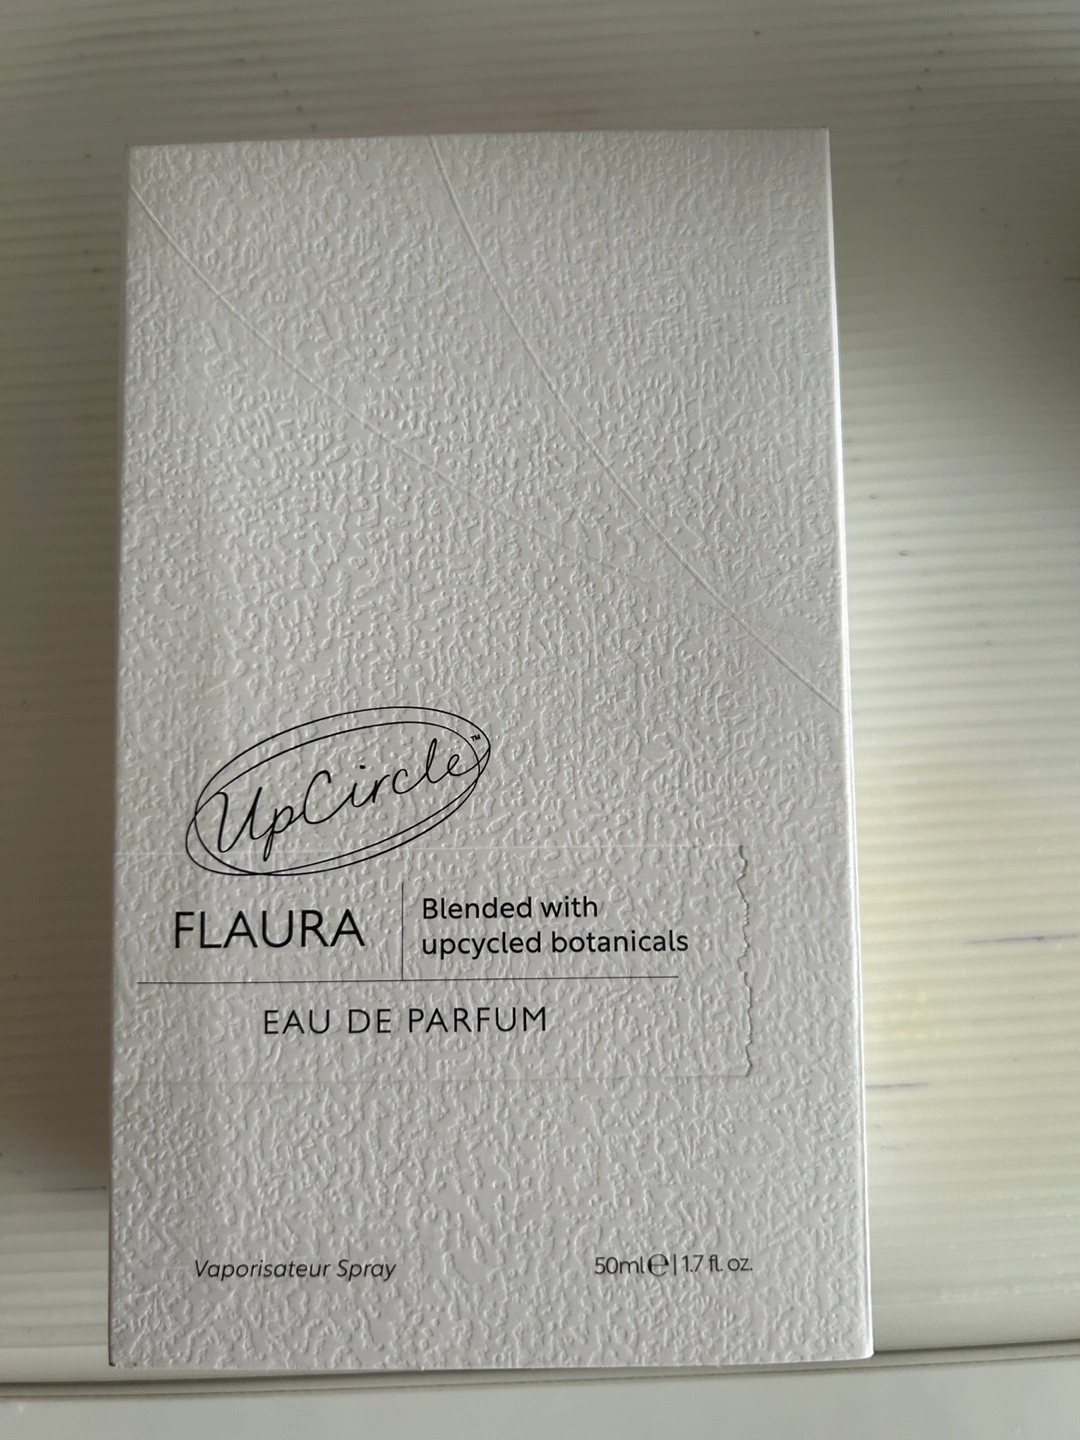 UpCircle™
FLAURA
Blended with
upcycled botanicals
EAU DE PARFUM
Vaporisateur Spray
50ml℮|1.7 fl. oz.